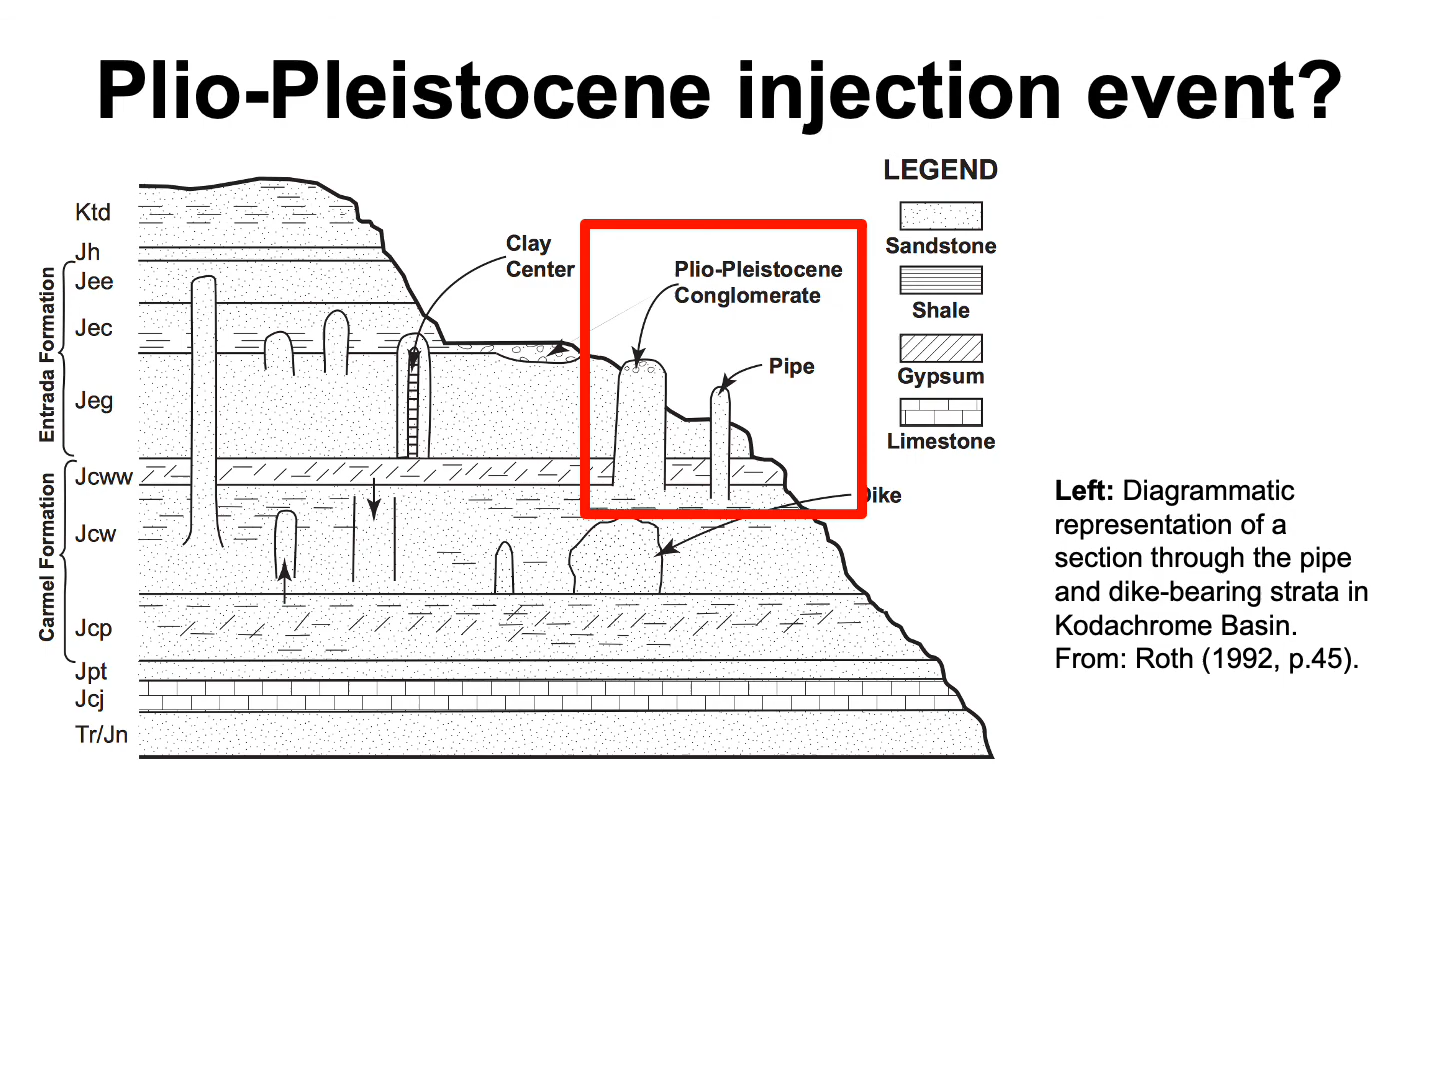 Plio-Pleistocene injection event?
LEGEND
Sandstone
Shale
Gypsum
Limestone
Ktd
Jh
Jee
Jec
Jeg
Jcww
Jcw
Jcp
Jpt
Jcj
Tr/Jn
Entrada Formation
Carmel Formation
Clay
Center
Plio-Pleistocene
Conglomerate
Pipe
Dike
Left: Diagrammatic
representation of a
section through the pipe
and dike-bearing strata in
Kodachrome Basin.
From: Roth (1992, p.45).